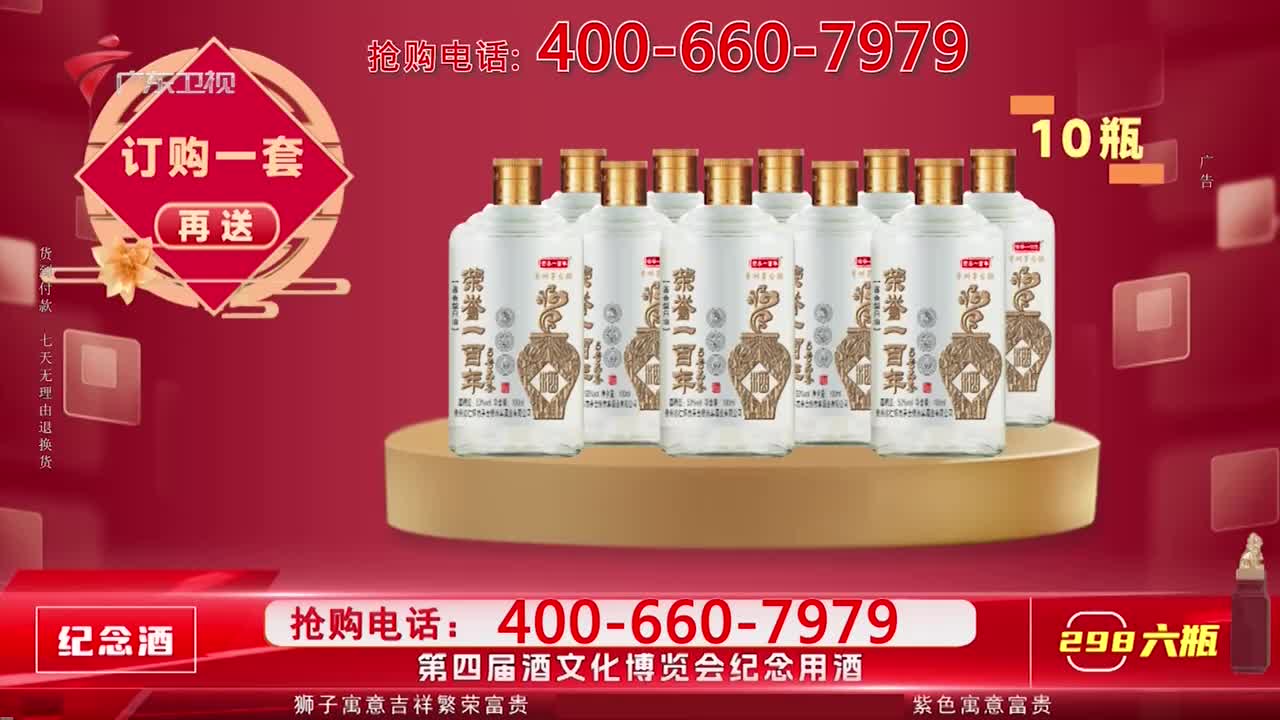 抢购电话: 400-660-7979
广东卫视
订购一套
再送
10瓶
广告
货到付款 七天无理由退换货
荣誉一百年
酒
纪念酒
抢购电话: 400-660-7979
第四届酒文化博览会纪念用酒
298六瓶
狮子寓意吉祥繁荣富贵
紫色寓意富贵